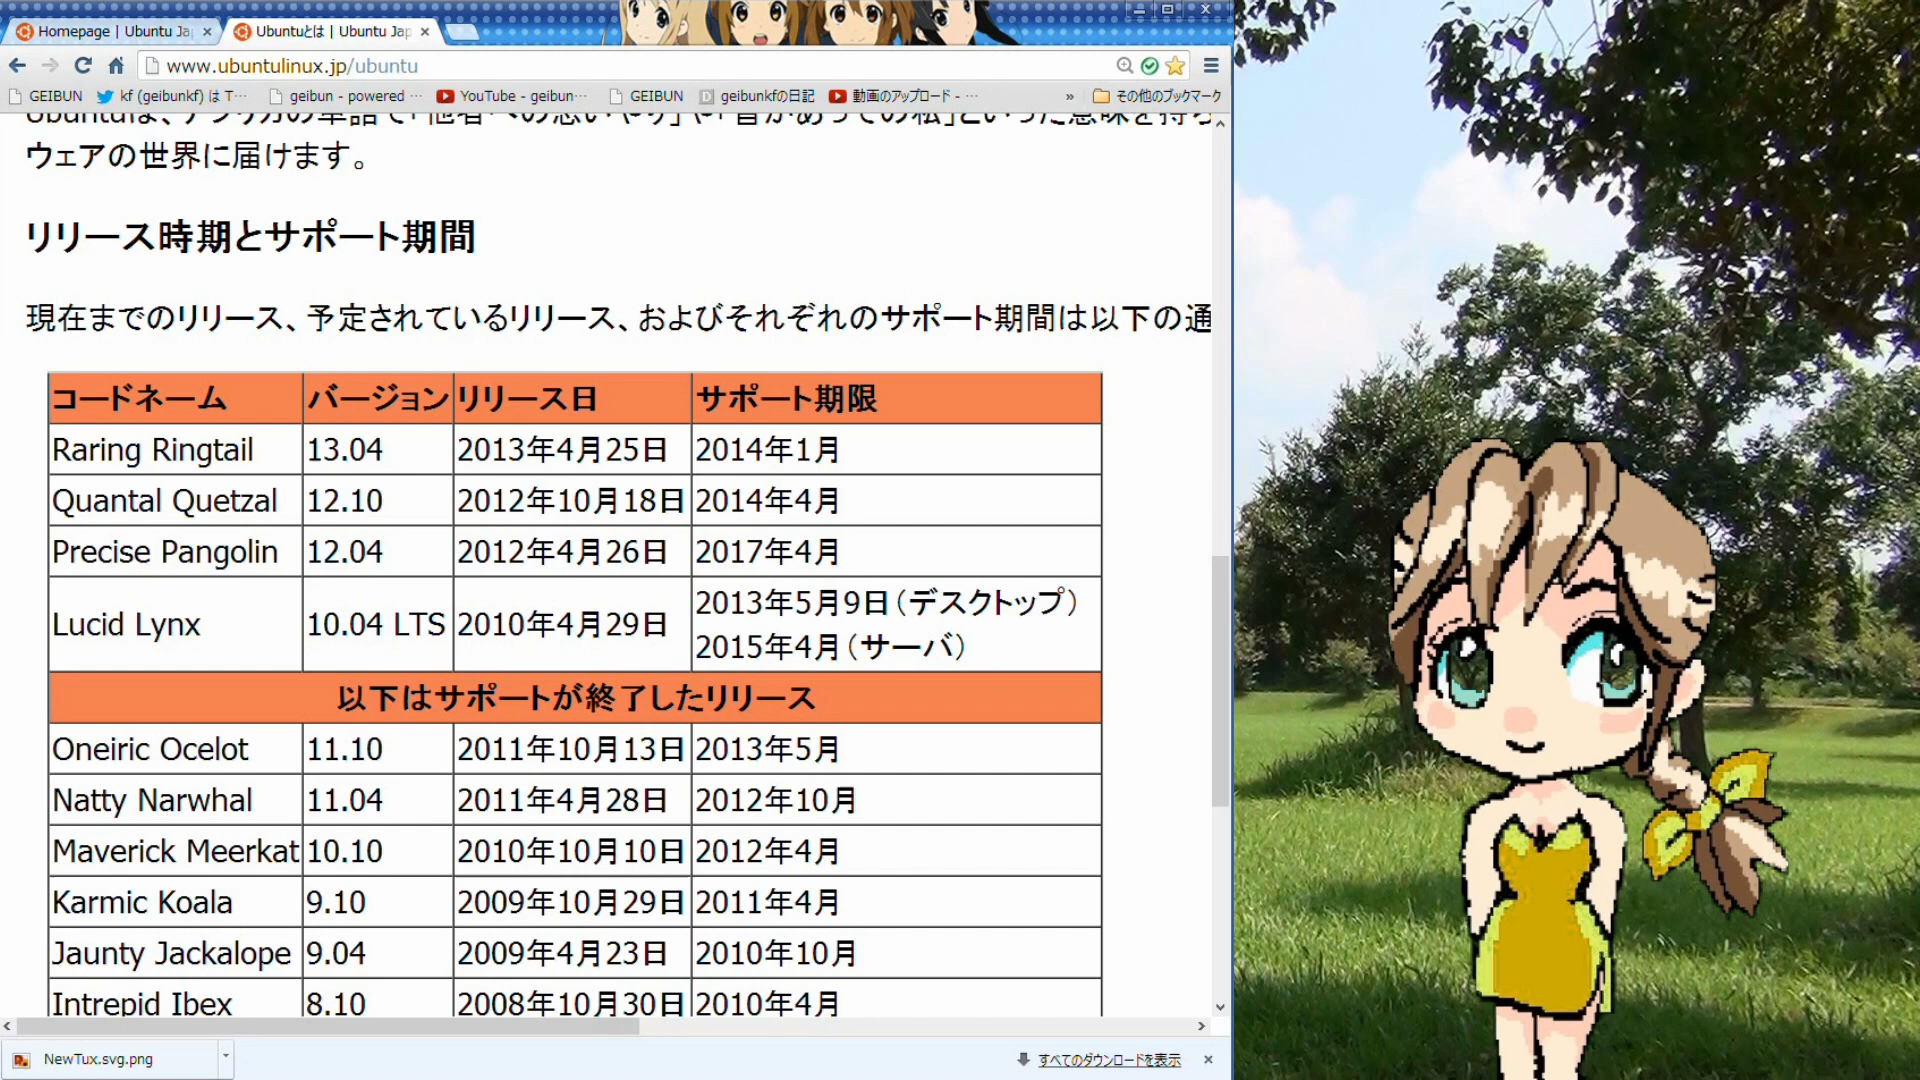 Homepage | Ubuntu Ja
Ubuntuとは | Ubuntu Jap
www.ubuntulinux.jp/ubuntu
GEIBUN
kf (geibunkf) は T…
geibun - powered …
YouTube - geibun…
GEIBUN
geibunkfの日記
動画のアップロード - …
»
その他のブックマーク
ウェアの世界に届けます。
リリース時期とサポート期間
現在までのリリース、予定されているリリース、およびそれぞれのサポート期間は以下の通
コードネーム バージョン リリース日 サポート期限
Raring Ringtail 13.04 2013年4月25日 2014年1月
Quantal Quetzal 12.10 2012年10月18日 2014年4月
Precise Pangolin 12.04 2012年4月26日 2017年4月
Lucid Lynx 10.04 LTS 2010年4月29日 2013年5月9日（デスクトップ）
2015年4月（サーバ）
以下はサポートが終了したリリース
Oneiric Ocelot 11.10 2011年10月13日 2013年5月
Natty Narwhal 11.04 2011年4月28日 2012年10月
Maverick Meerkat 10.10 2010年10月10日 2012年4月
Karmic Koala 9.10 2009年10月29日 2011年4月
Jaunty Jackalope 9.04 2009年4月23日 2010年10月
Intrepid Ibex 8.10 2008年10月30日 2010年4月
NewTux.svg.png
すべてのダウンロードを表示